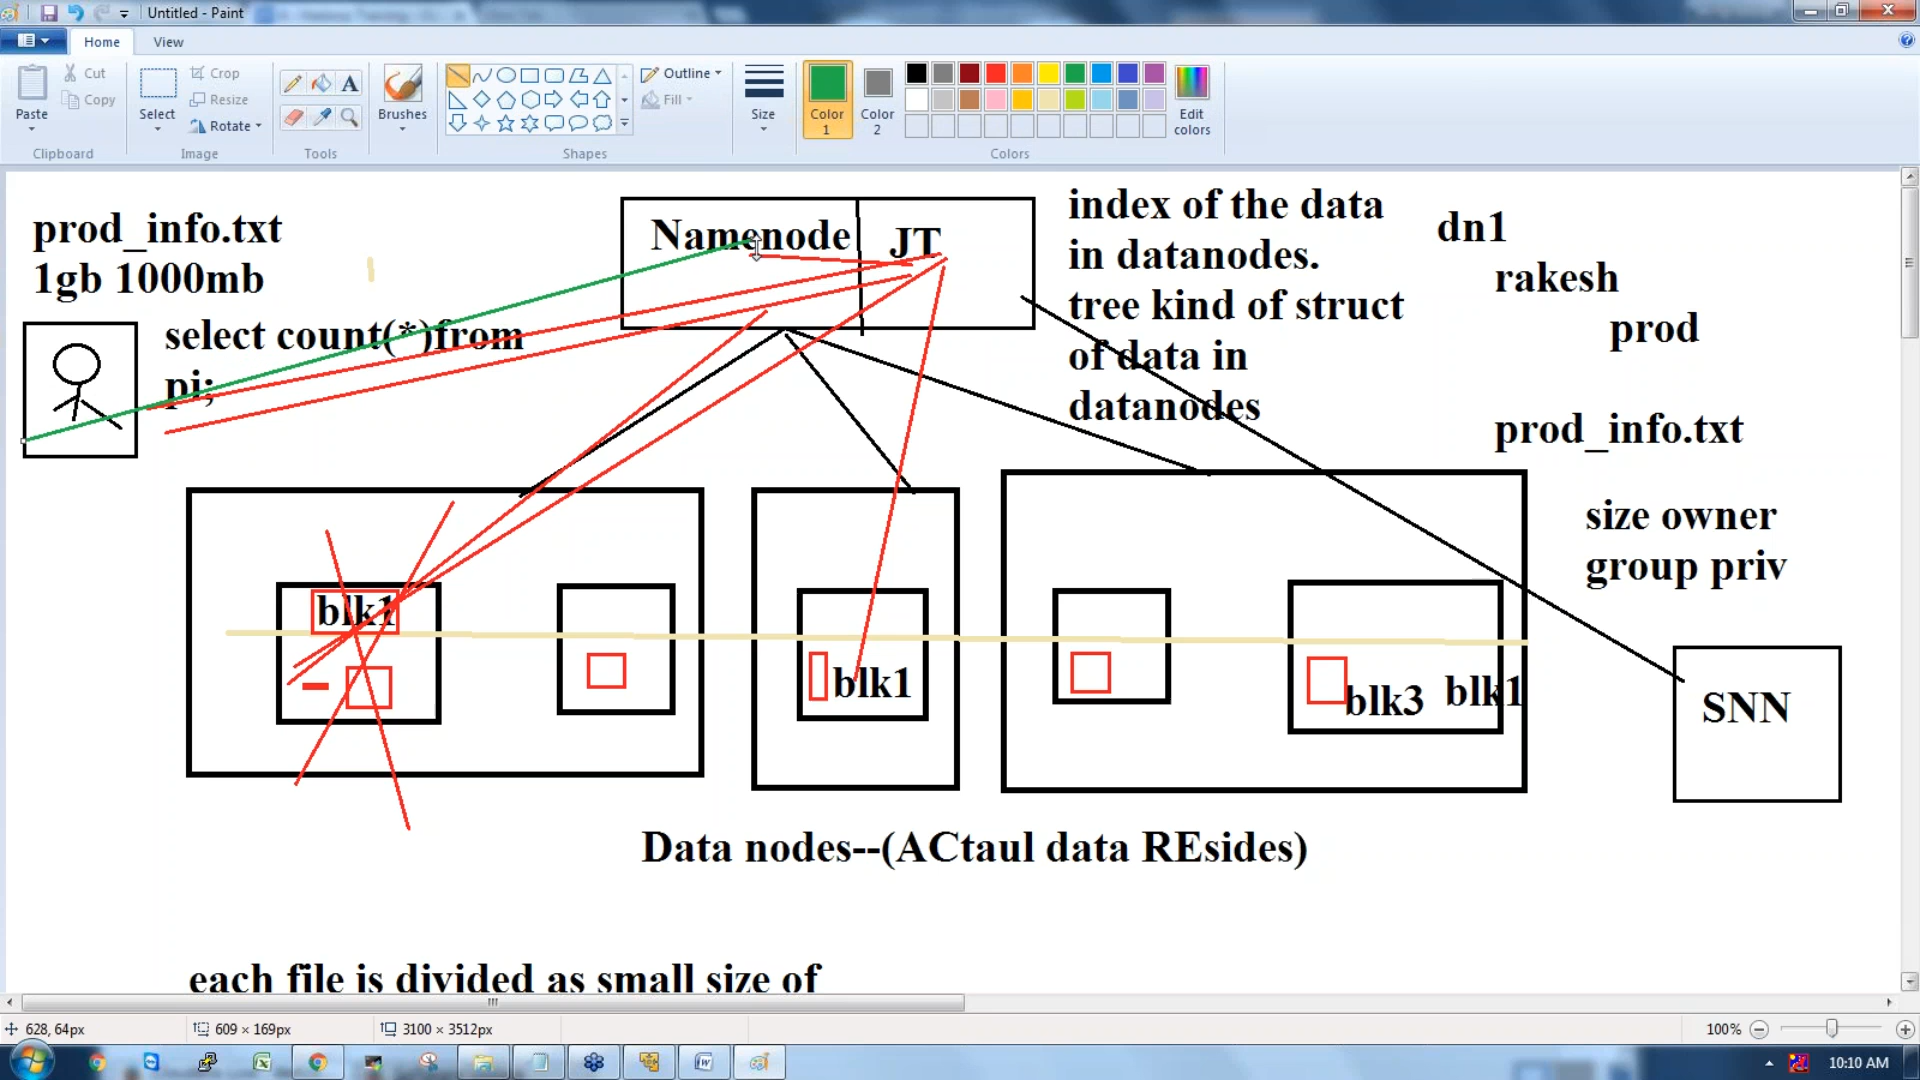 Untitled - Paint
Home
View
Paste
Cut
Copy
Clipboard
Select
Crop
Resize
Rotate
Image
Tools
Brushes
Shapes
Outline
Fill
Size
Color
1
Color
2
Edit
colors
Colors
prod_info.txt
1gb 1000mb
select count(*)from
pi;
Namenode
JT
index of the data
in datanodes.
tree kind of struct
of data in
datanodes
dn1
rakesh
prod
prod_info.txt
size owner
group priv
blk1
blk1
blk3
blk1
SNN
Data nodes--(ACtaul data REsides)
each file is divided as small size of
628, 64px
609 × 169px
3100 × 3512px
100%
10:10 AM